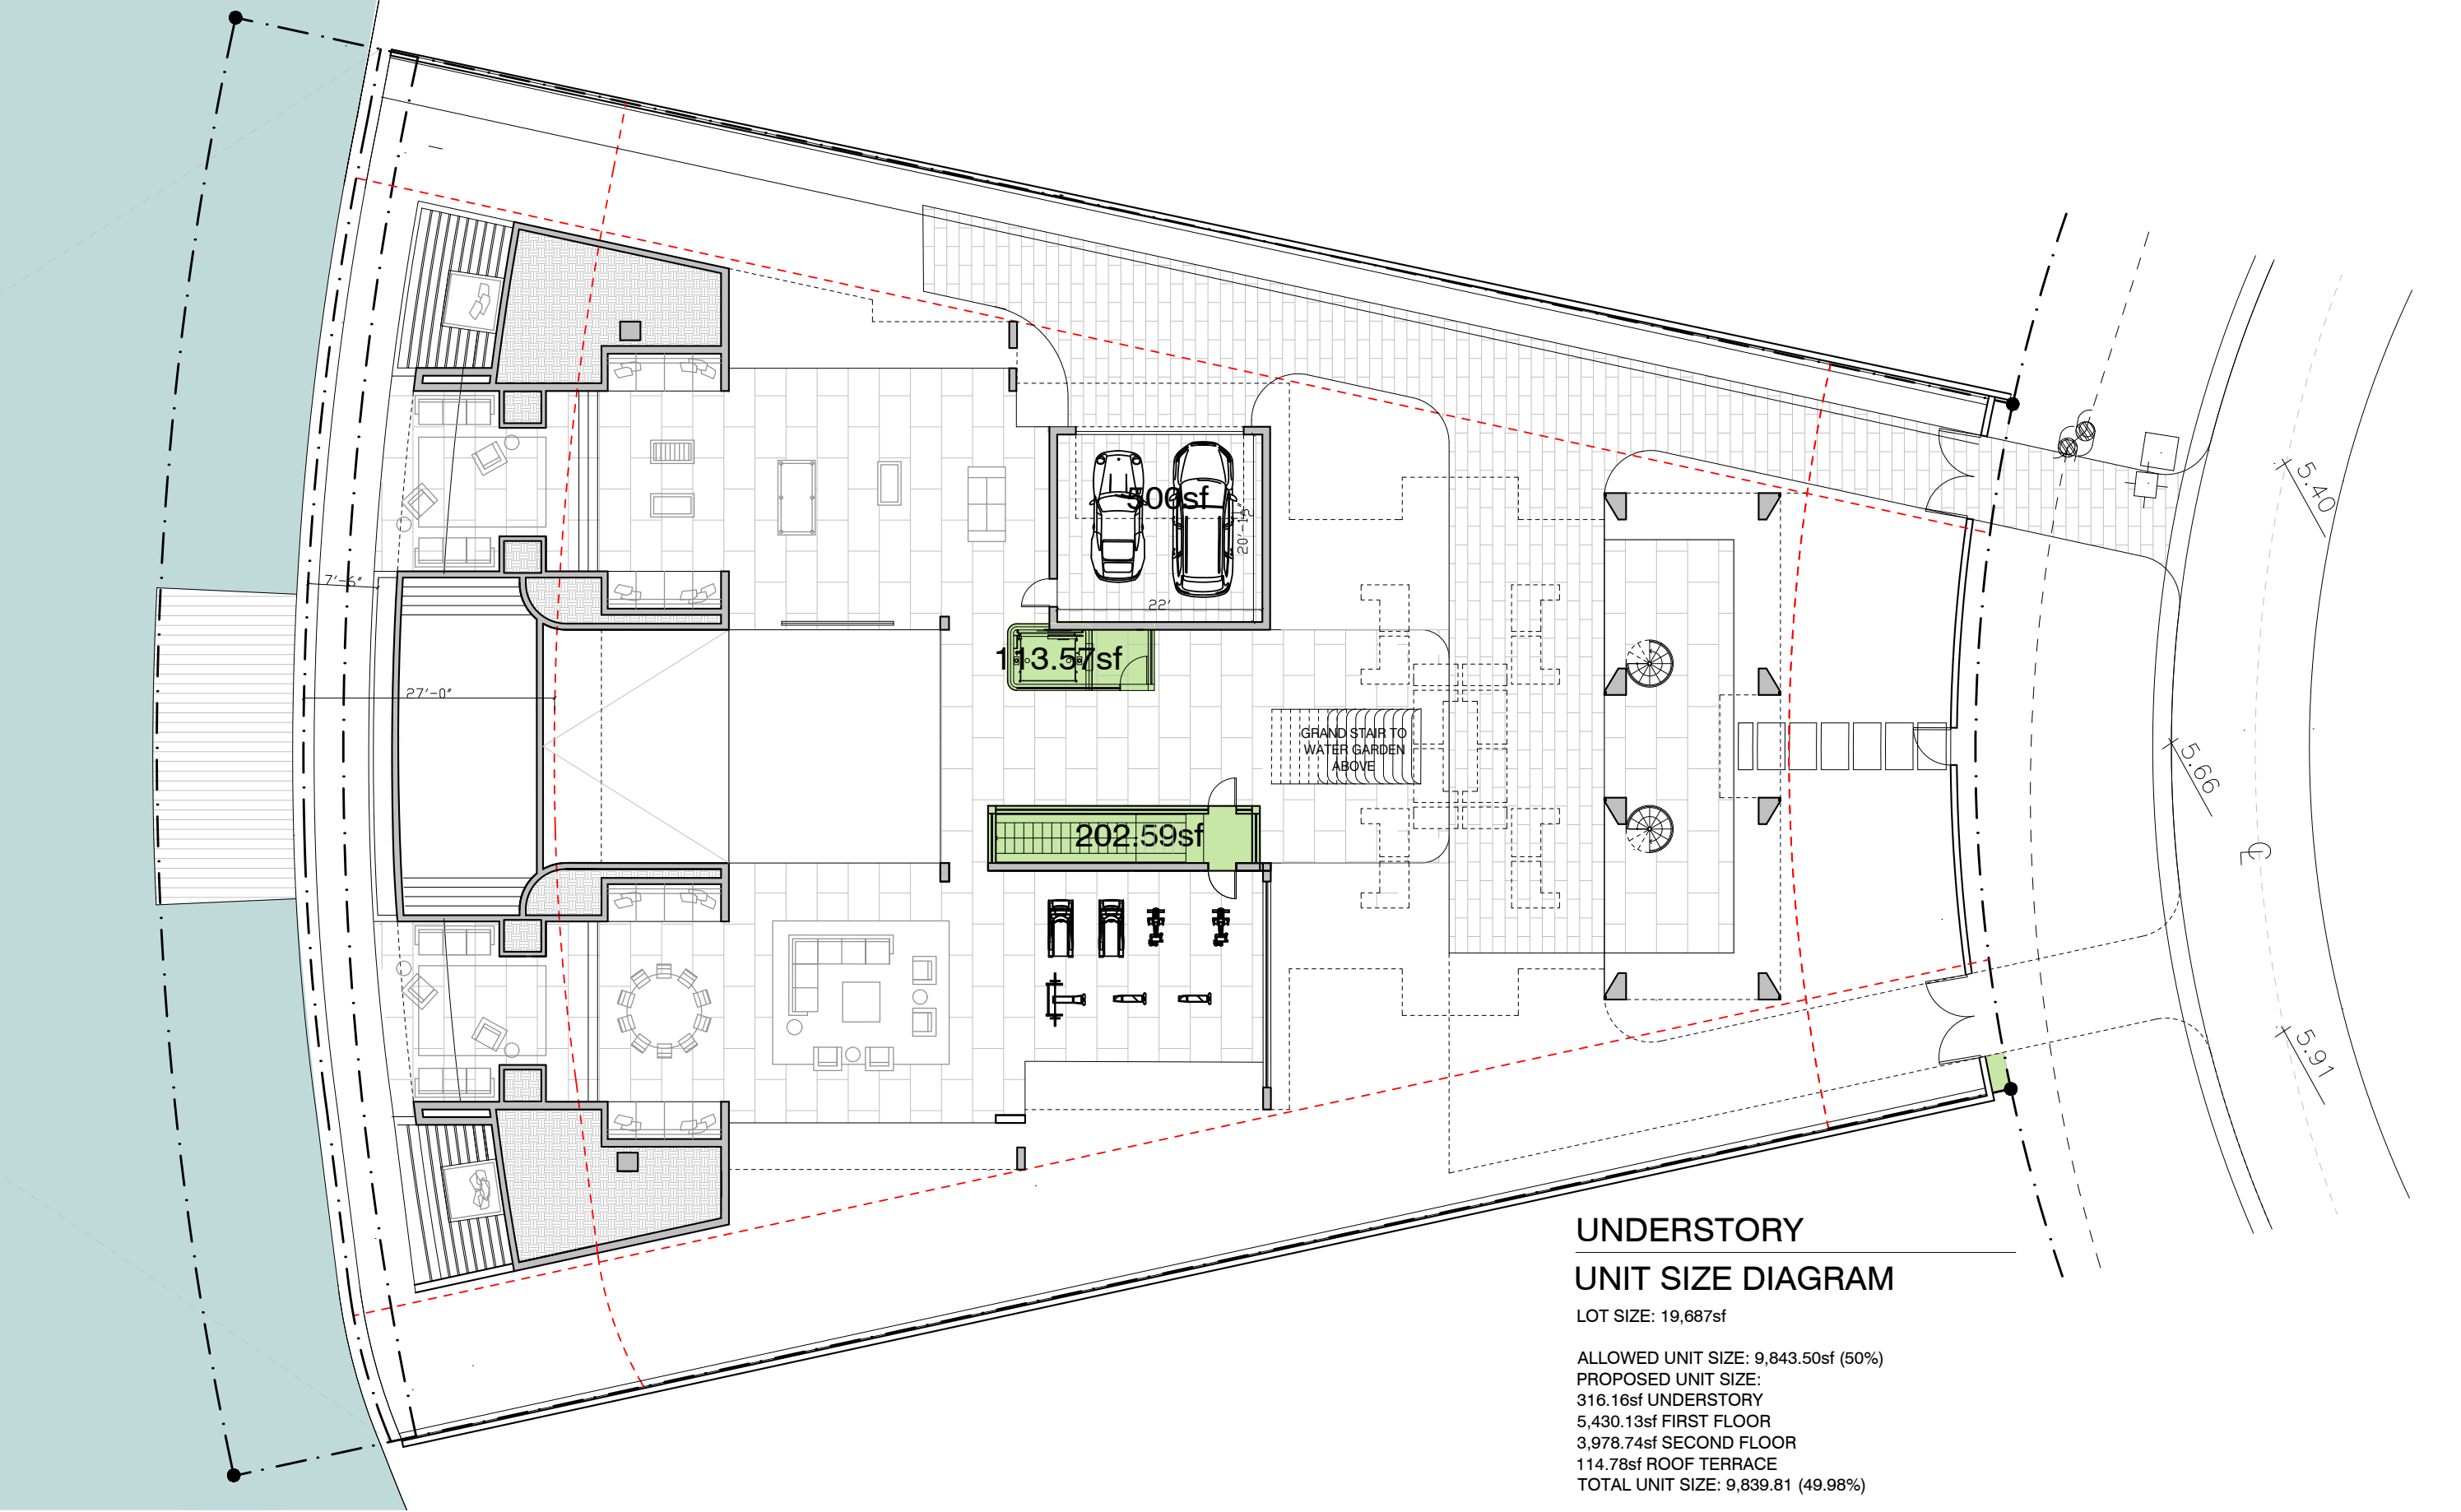 5.40
500sf
20'-1½"
7'-6"
22'
113.57sf
27'-0"
GRAND STAIR TO
WATER GARDEN
ABOVE
5.66
202.59sf
5.91
UNDERSTORY
UNIT SIZE DIAGRAM
LOT SIZE: 19,687sf
ALLOWED UNIT SIZE: 9,843.50sf (50%)
PROPOSED UNIT SIZE:
316.16sf UNDERSTORY
5,430.13sf FIRST FLOOR
3,978.74sf SECOND FLOOR
114.78sf ROOF TERRACE
TOTAL UNIT SIZE: 9,839.81 (49.98%)